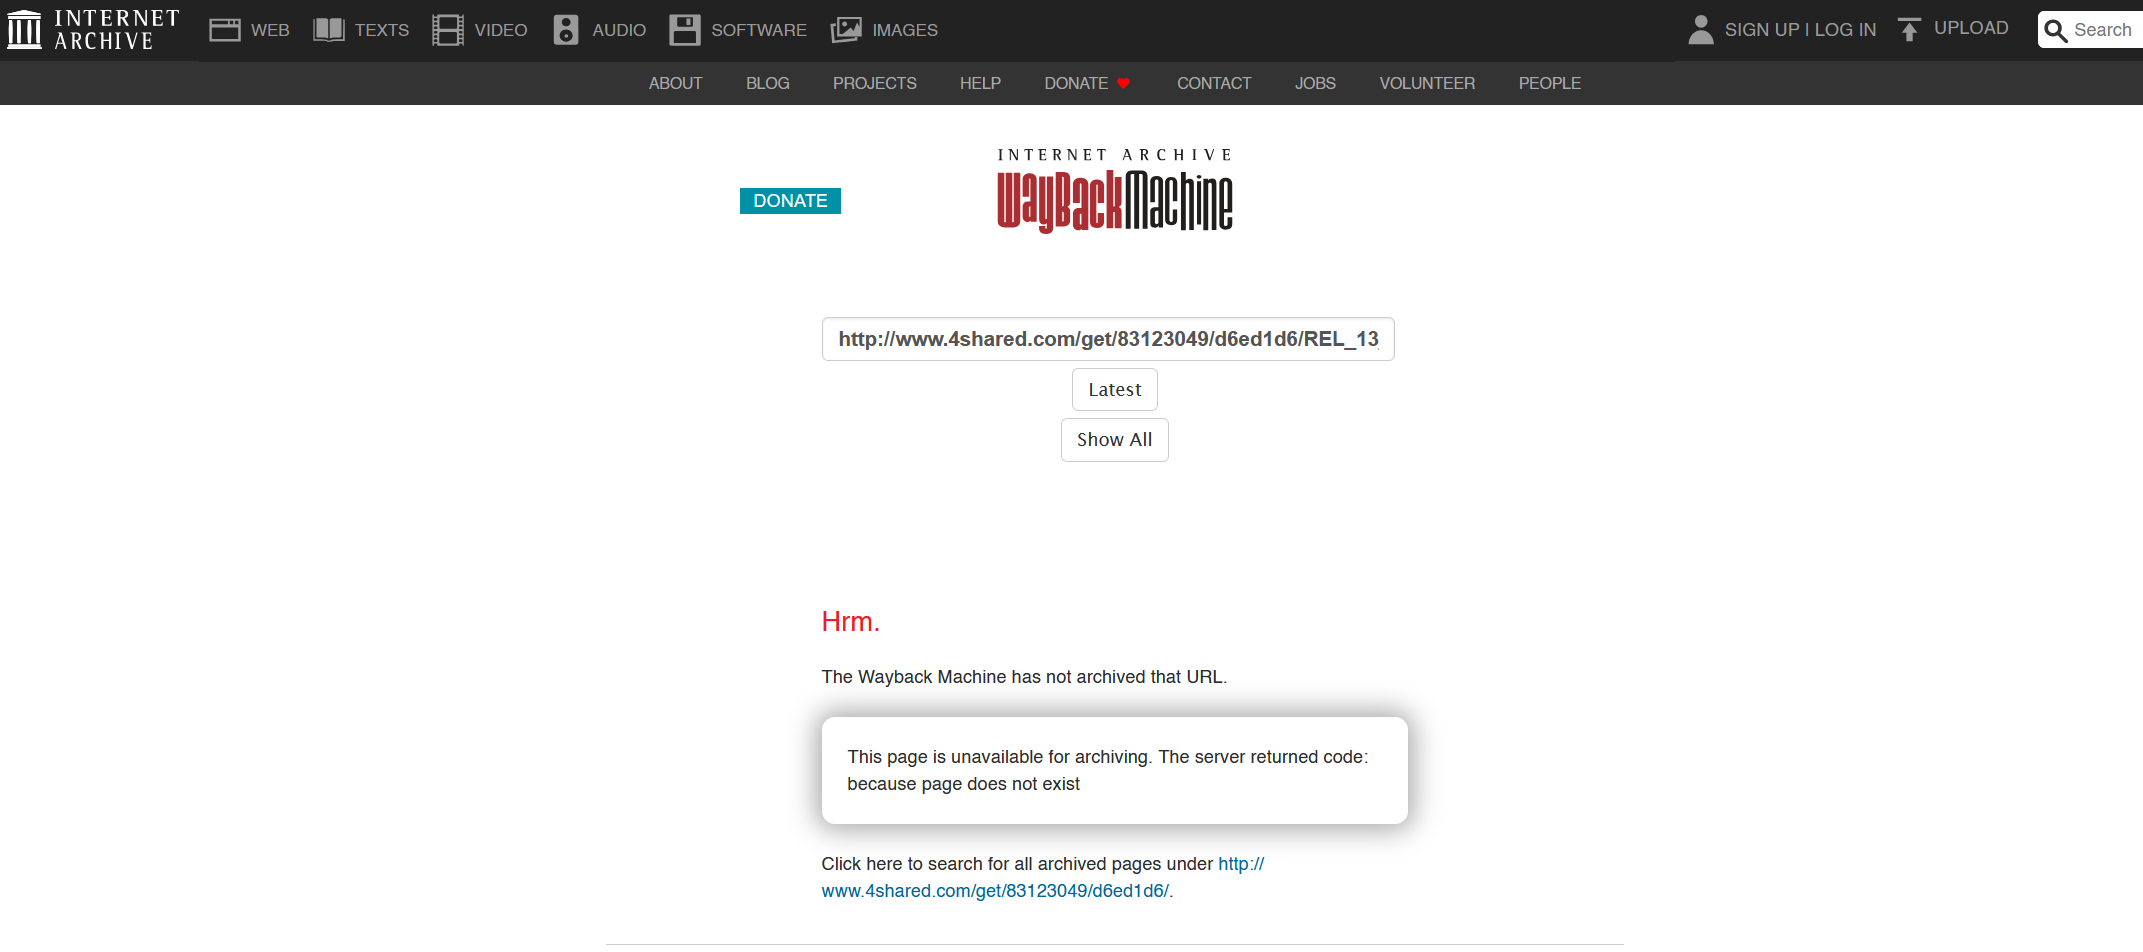 INTERNET
ARCHIVE
WEB TEXTS VIDEO AUDIO SOFTWARE IMAGES SIGN UP | LOG IN UPLOAD Search
ABOUT BLOG PROJECTS HELP DONATE CONTACT JOBS VOLUNTEER PEOPLE
INTERNET ARCHIVE
WayBackMachine
DONATE
http://www.4shared.com/get/83123049/d6ed1d6/REL_13
Latest
Show All
Hrm.
The Wayback Machine has not archived that URL.
This page is unavailable for archiving. The server returned code:
because page does not exist
Click here to search for all archived pages under http://
www.4shared.com/get/83123049/d6ed1d6/.